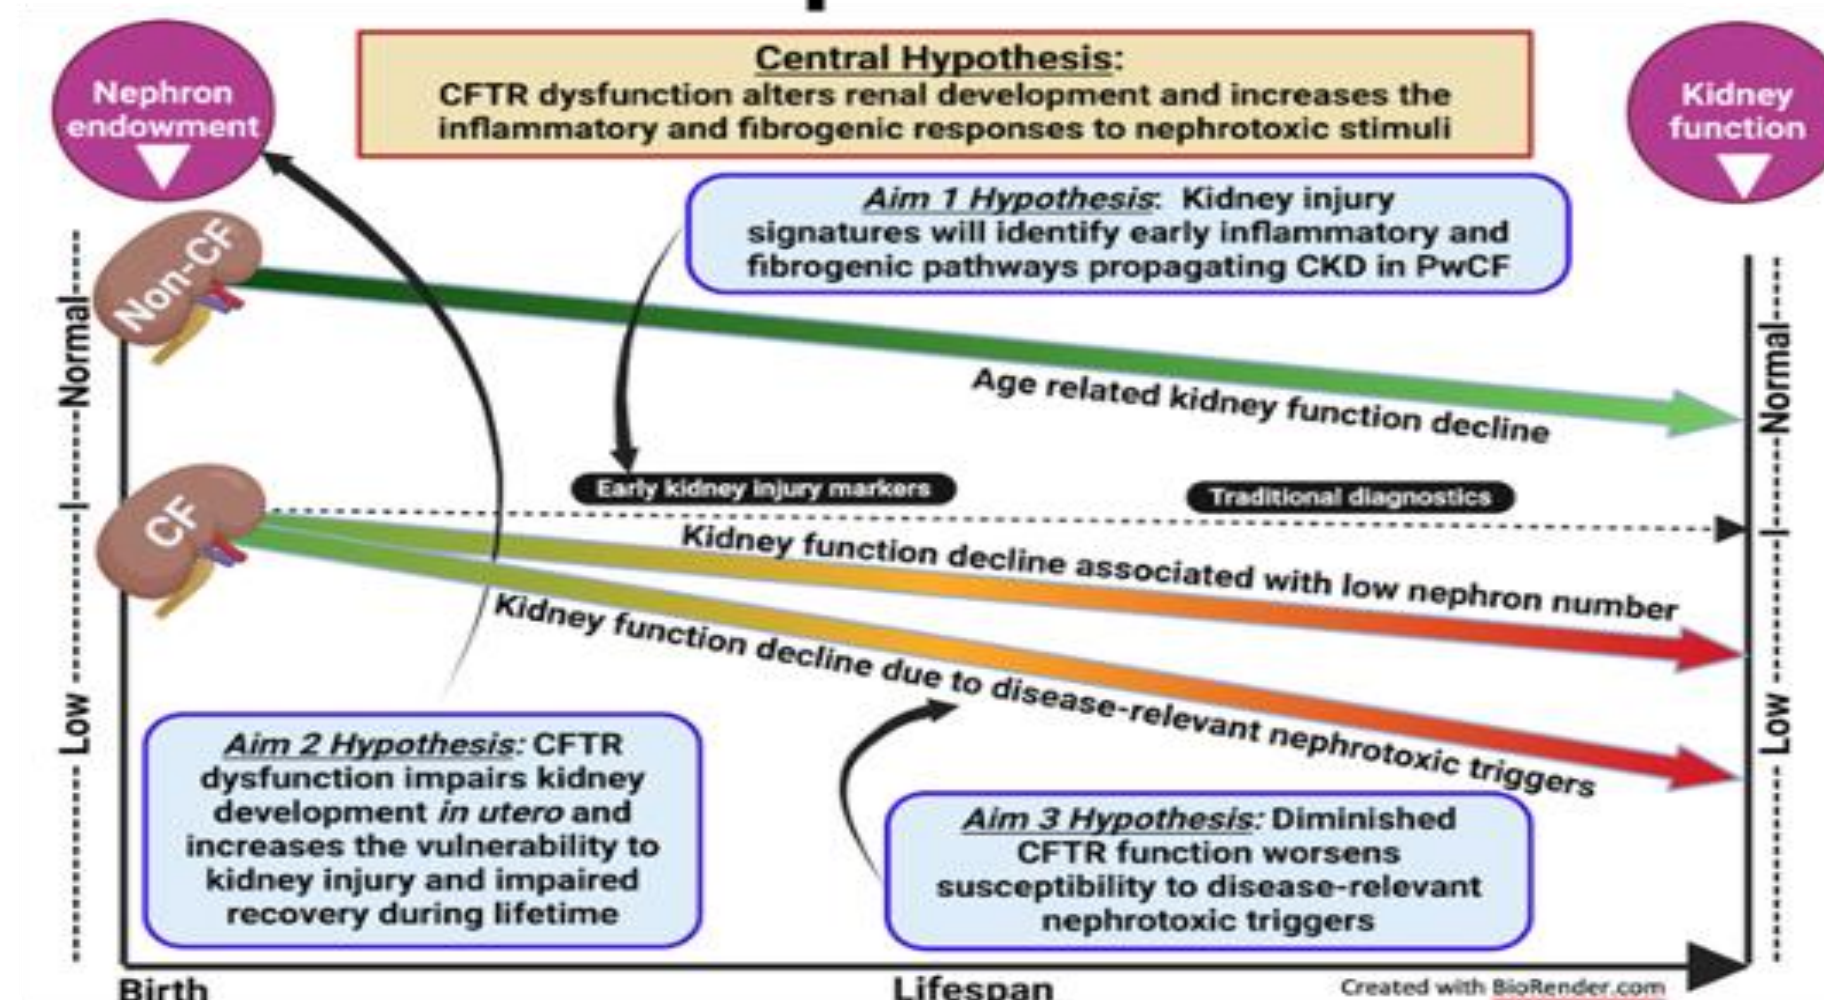 Nephron
endowment
Central Hypothesis:
CFTR dysfunction alters renal development and increases the
inflammatory and fibrogenic responses to nephrotoxic stimuli
Kidney
function
Aim 1 Hypothesis: Kidney injury
signatures will identify early inflammatory and
fibrogenic pathways propagating CKD in PwCF
Non-CF
Normal
Normal
Age related kidney function decline
Early kidney injury markers
Traditional diagnostics
CF
Kidney function decline associated with low nephron number
Kidney function decline due to disease-relevant nephrotoxic triggers
Low
Low
Aim 2 Hypothesis: CFTR
dysfunction impairs kidney
development in utero and
increases the vulnerability to
kidney injury and impaired
recovery during lifetime
Aim 3 Hypothesis: Diminished
CFTR function worsens
susceptibility to disease-relevant
nephrotoxic triggers
Birth
Lifespan
Created with BioRender.com